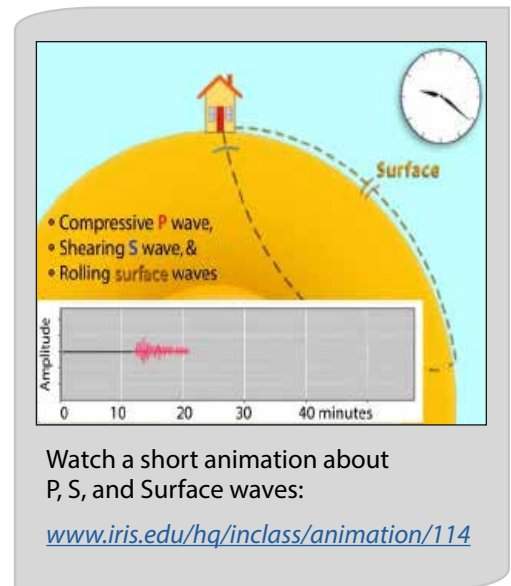 Surface
• Compressive P wave,
• Shearing S wave, &
• Rolling surface waves
Amplitude
0 10 20 30 40 minutes
Watch a short animation about
P, S, and Surface waves:
www.iris.edu/hq/inclass/animation/114